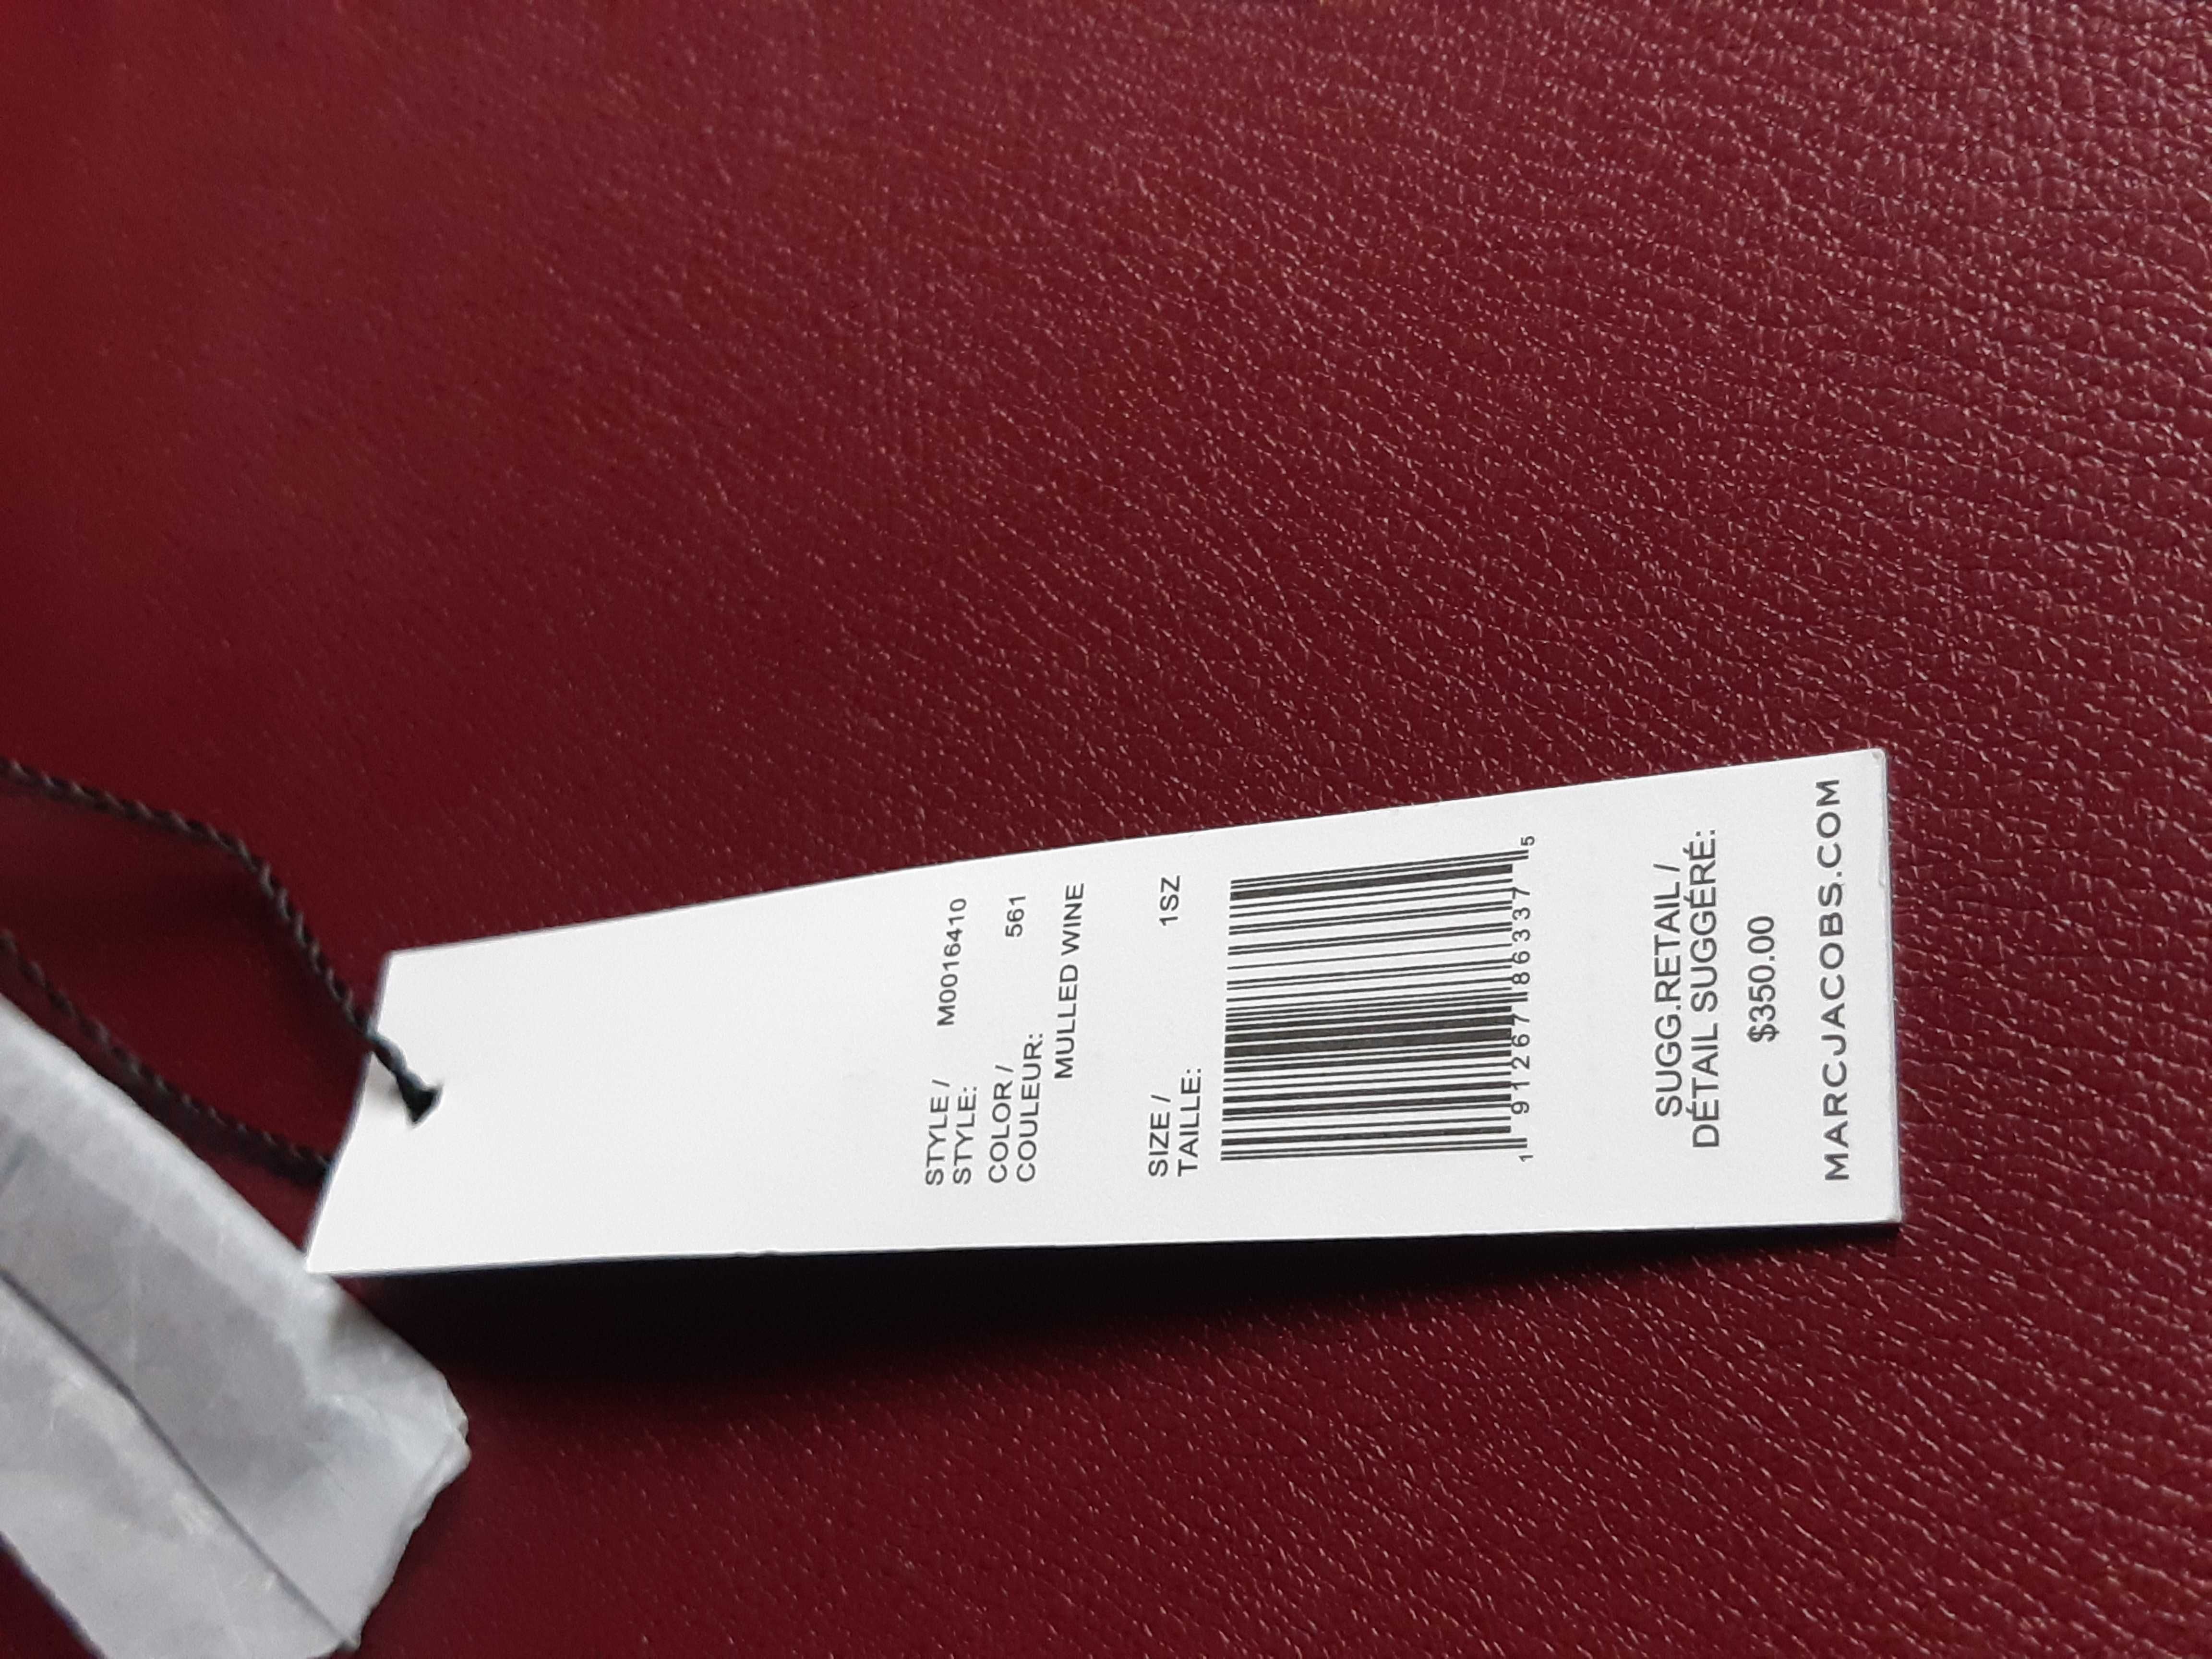 STYLE /
STYLE: M0016410
COLOR /
COULEUR: 561
MULLED WINE
SIZE /
TAILLE: 1SZ
1 91267 86337 5
SUGG.RETAIL /
DÉTAIL SUGGÉRÉ:
$350.00
MARCJACOBS.COM